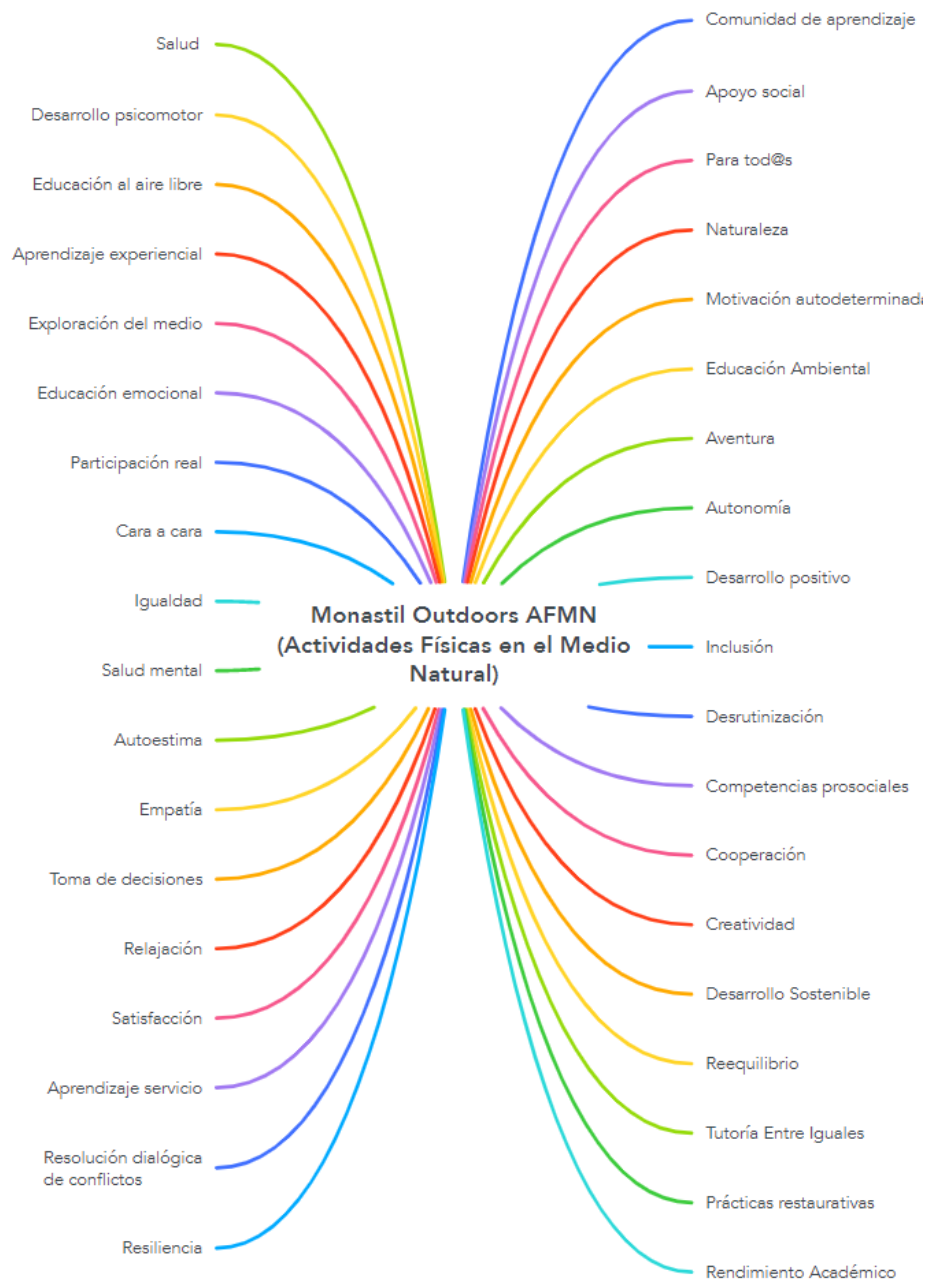 Salud
Desarrollo psicomotor
Educación al aire libre
Aprendizaje experiencial
Exploración del medio
Educación emocional
Participación real
Cara a cara
Igualdad
Salud mental
Autoestima
Empatía
Toma de decisiones
Relajación
Satisfacción
Aprendizaje servicio
Resolución dialógica
de conflictos
Resiliencia
Monastil Outdoors AFMN
(Actividades Físicas en el Medio
Natural)
Comunidad de aprendizaje
Apoyo social
Para tod@s
Naturaleza
Motivación autodeterminada
Educación Ambiental
Aventura
Autonomía
Desarrollo positivo
Inclusión
Desrutinización
Competencias prosociales
Cooperación
Creatividad
Desarrollo Sostenible
Reequilibrio
Tutoría Entre Iguales
Prácticas restaurativas
Rendimiento Académico